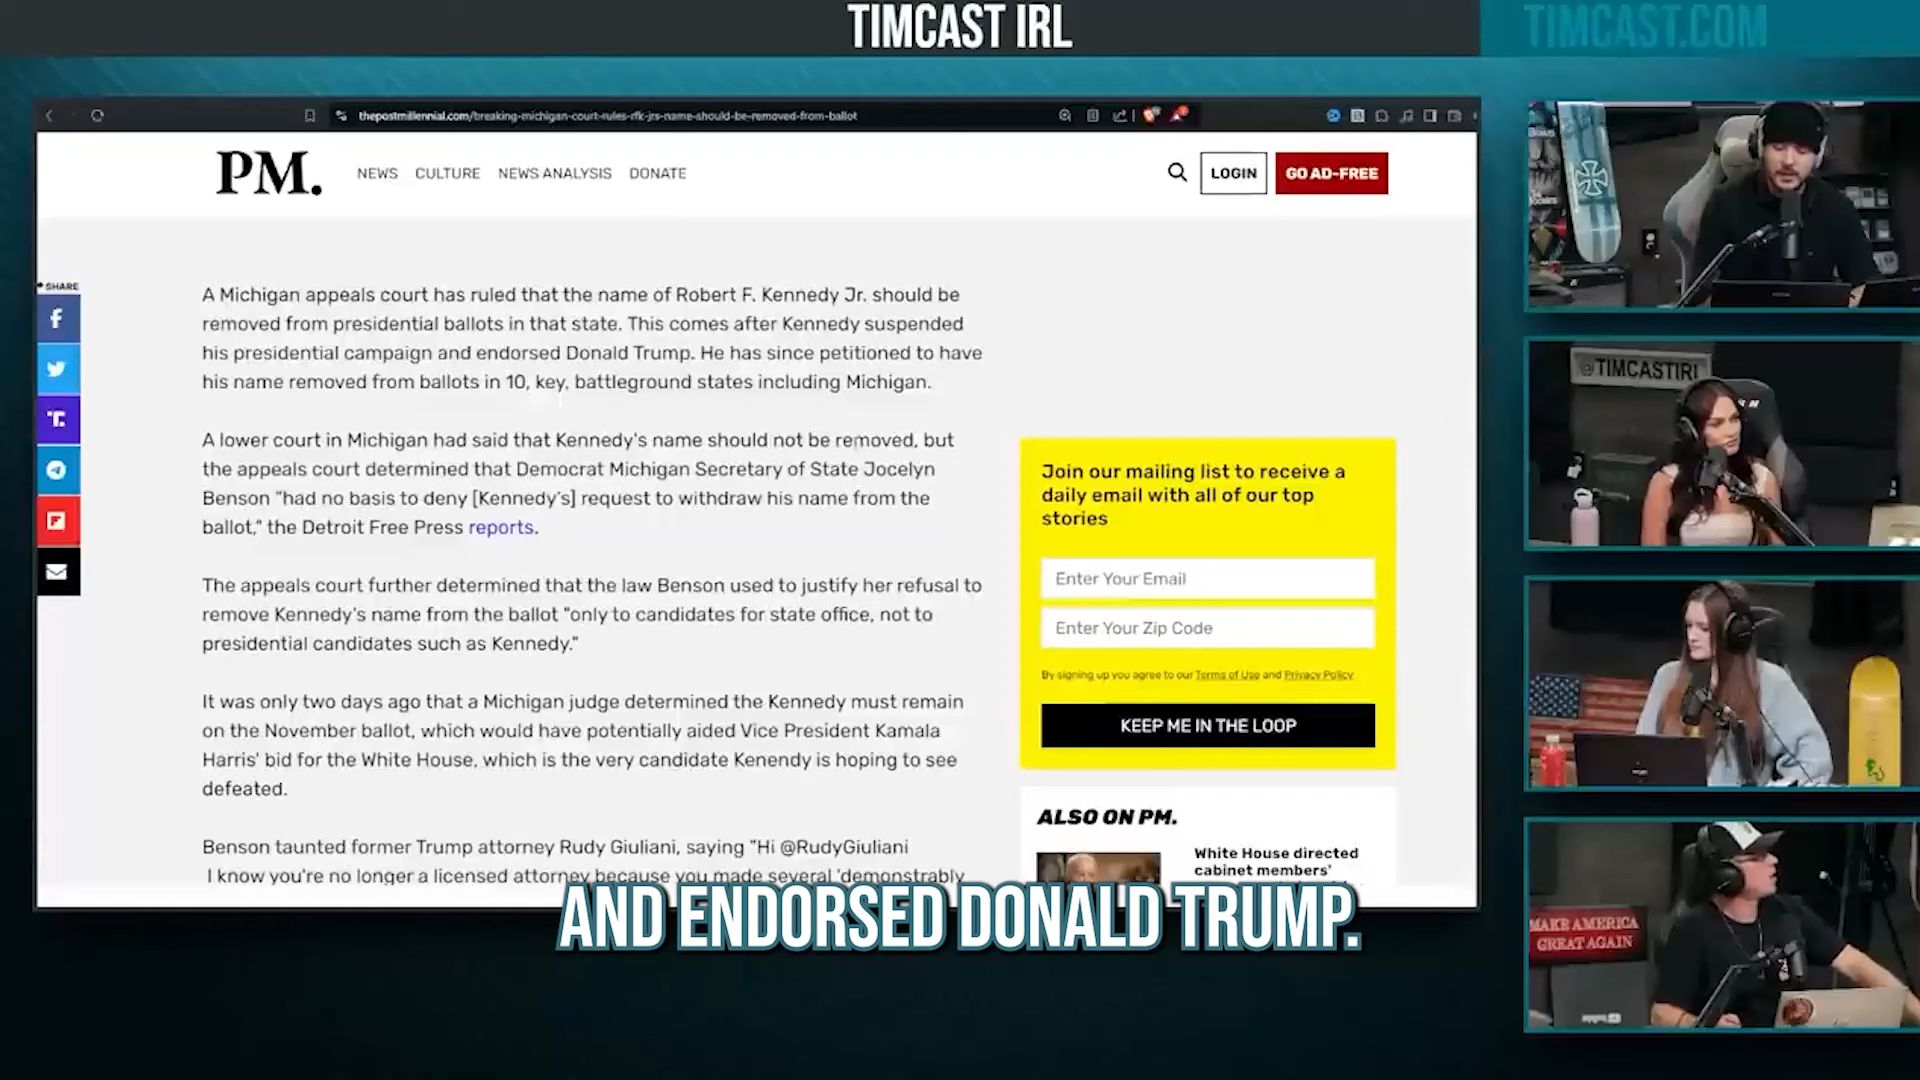 TIMCAST IRL
TIMCAST.COM
thepostmillennial.com/breaking-michigan-court-rules-rfk-jrs-name-should-be-removed-from-ballot
PM.
NEWS
CULTURE
NEWS ANALYSIS
DONATE
LOGIN
GO AD-FREE
SHARE
A Michigan appeals court has ruled that the name of Robert F. Kennedy Jr. should be
removed from presidential ballots in that state. This comes after Kennedy suspended
his presidential campaign and endorsed Donald Trump. He has since petitioned to have
his name removed from ballots in 10, key, battleground states including Michigan.
A lower court in Michigan had said that Kennedy's name should not be removed, but
the appeals court determined that Democrat Michigan Secretary of State Jocelyn
Benson "had no basis to deny [Kennedy's] request to withdraw his name from the
ballot," the Detroit Free Press reports.
The appeals court further determined that the law Benson used to justify her refusal to
remove Kennedy's name from the ballot "only to candidates for state office, not to
presidential candidates such as Kennedy."
It was only two days ago that a Michigan judge determined the Kennedy must remain
on the November ballot, which would have potentially aided Vice President Kamala
Harris' bid for the White House, which is the very candidate Kenendy is hoping to see
defeated.
Benson taunted former Trump attorney Rudy Giuliani, saying "Hi @RudyGiuliani
I know you're no longer a licensed attorney because you made several 'demonstrably
Join our mailing list to receive a
daily email with all of our top
stories
Enter Your Email
Enter Your Zip Code
By signing up you agree to our Terms of Use and Privacy Policy
KEEP ME IN THE LOOP
ALSO ON PM.
White House directed
cabinet members'
@TIMCASTIRL
MAKE AMERICA
GREAT AGAIN
AND ENDORSED DONALD TRUMP.